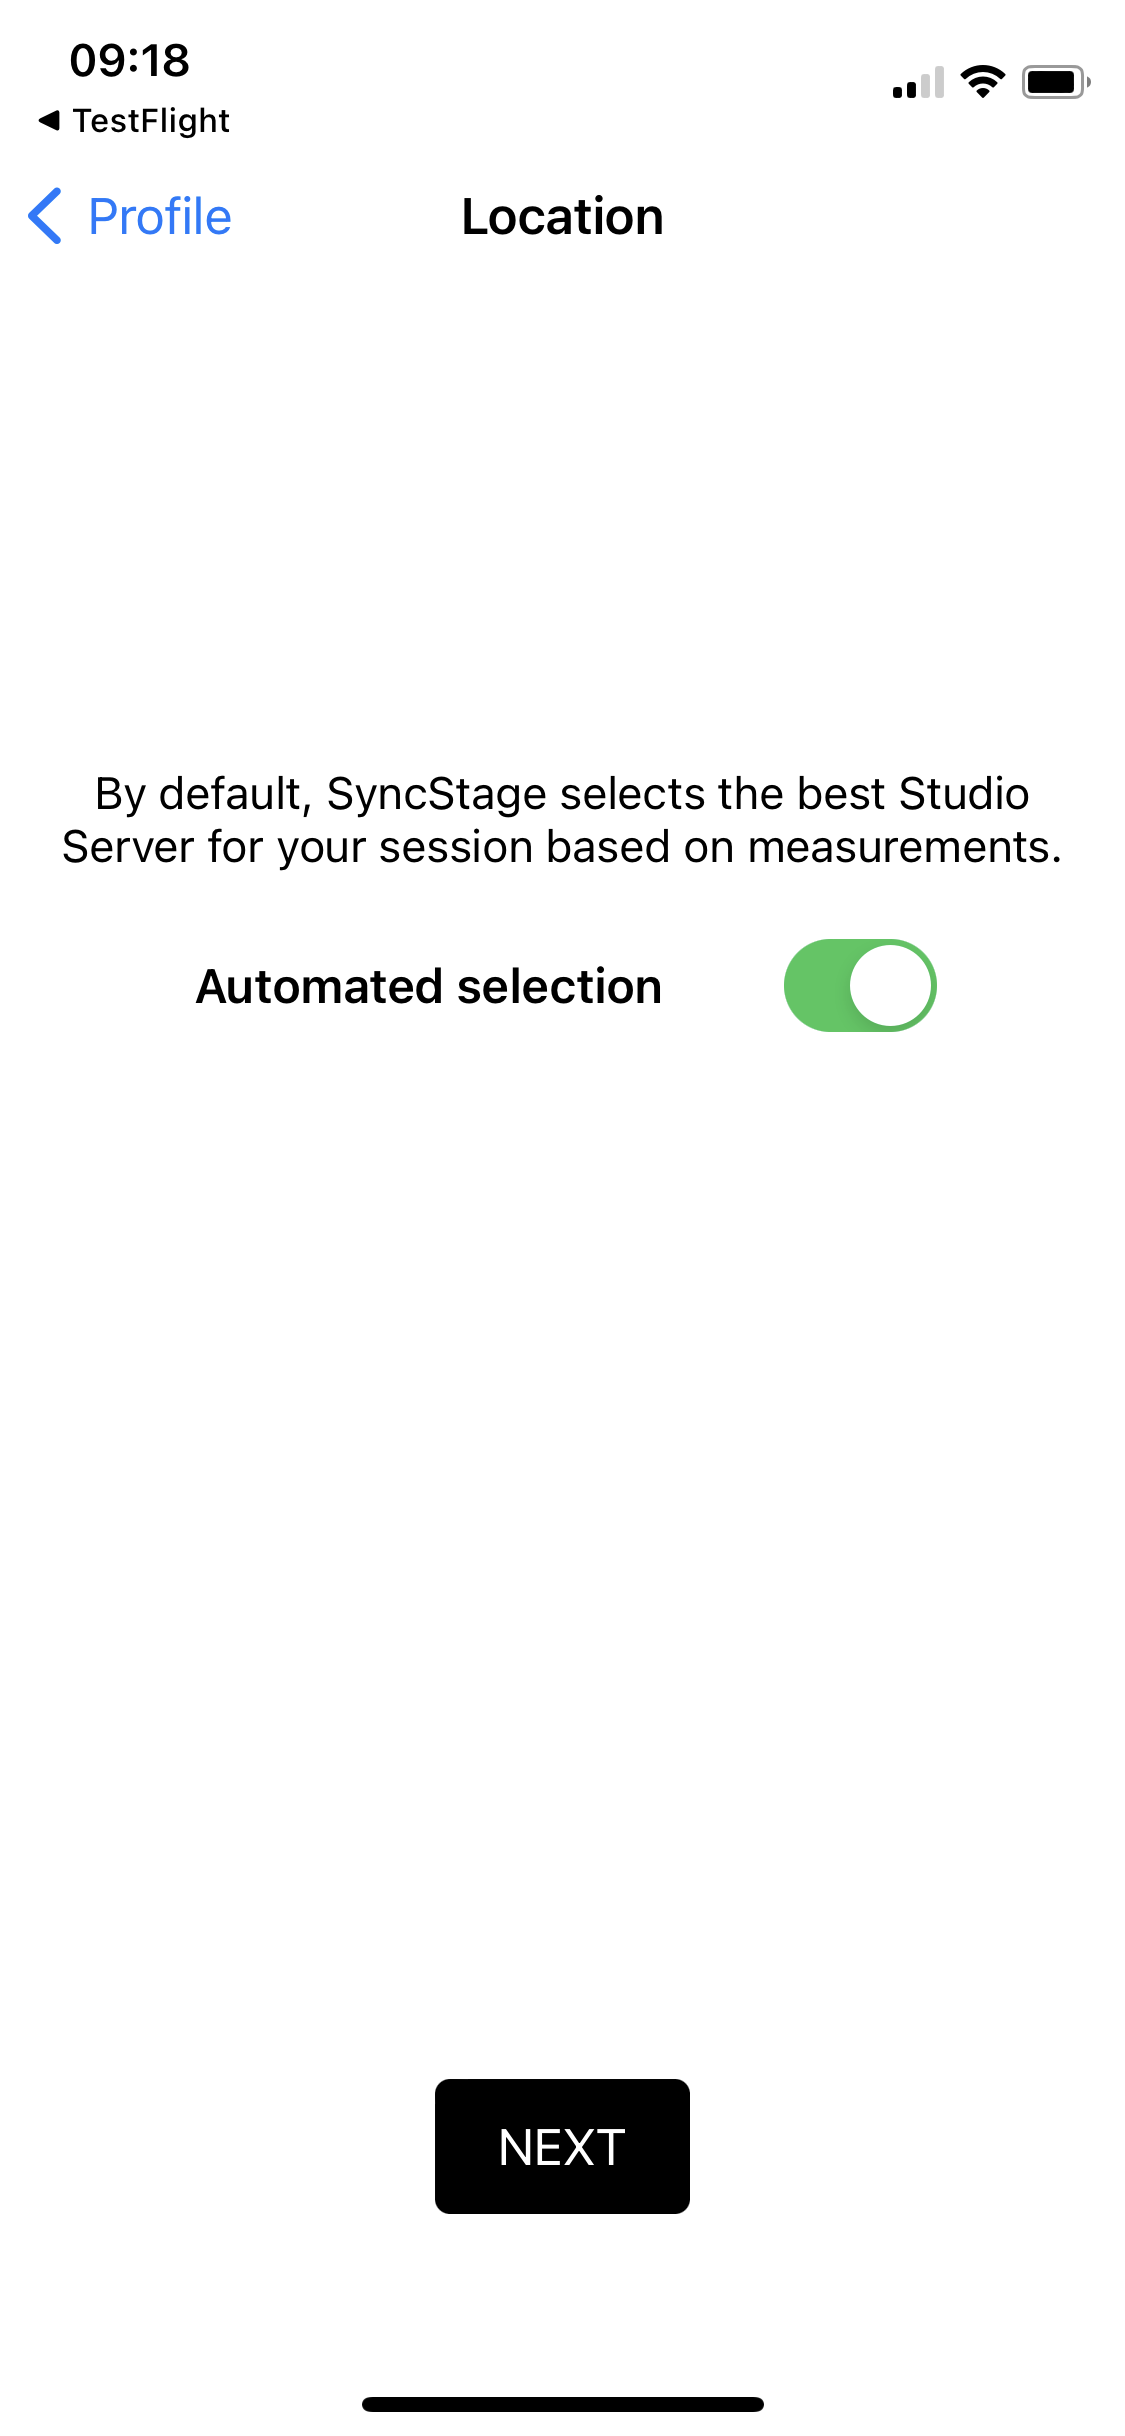 09:18
TestFlight
Profile
Location
By default, SyncStage selects the best Studio
Server for your session based on measurements.
Automated selection
NEXT